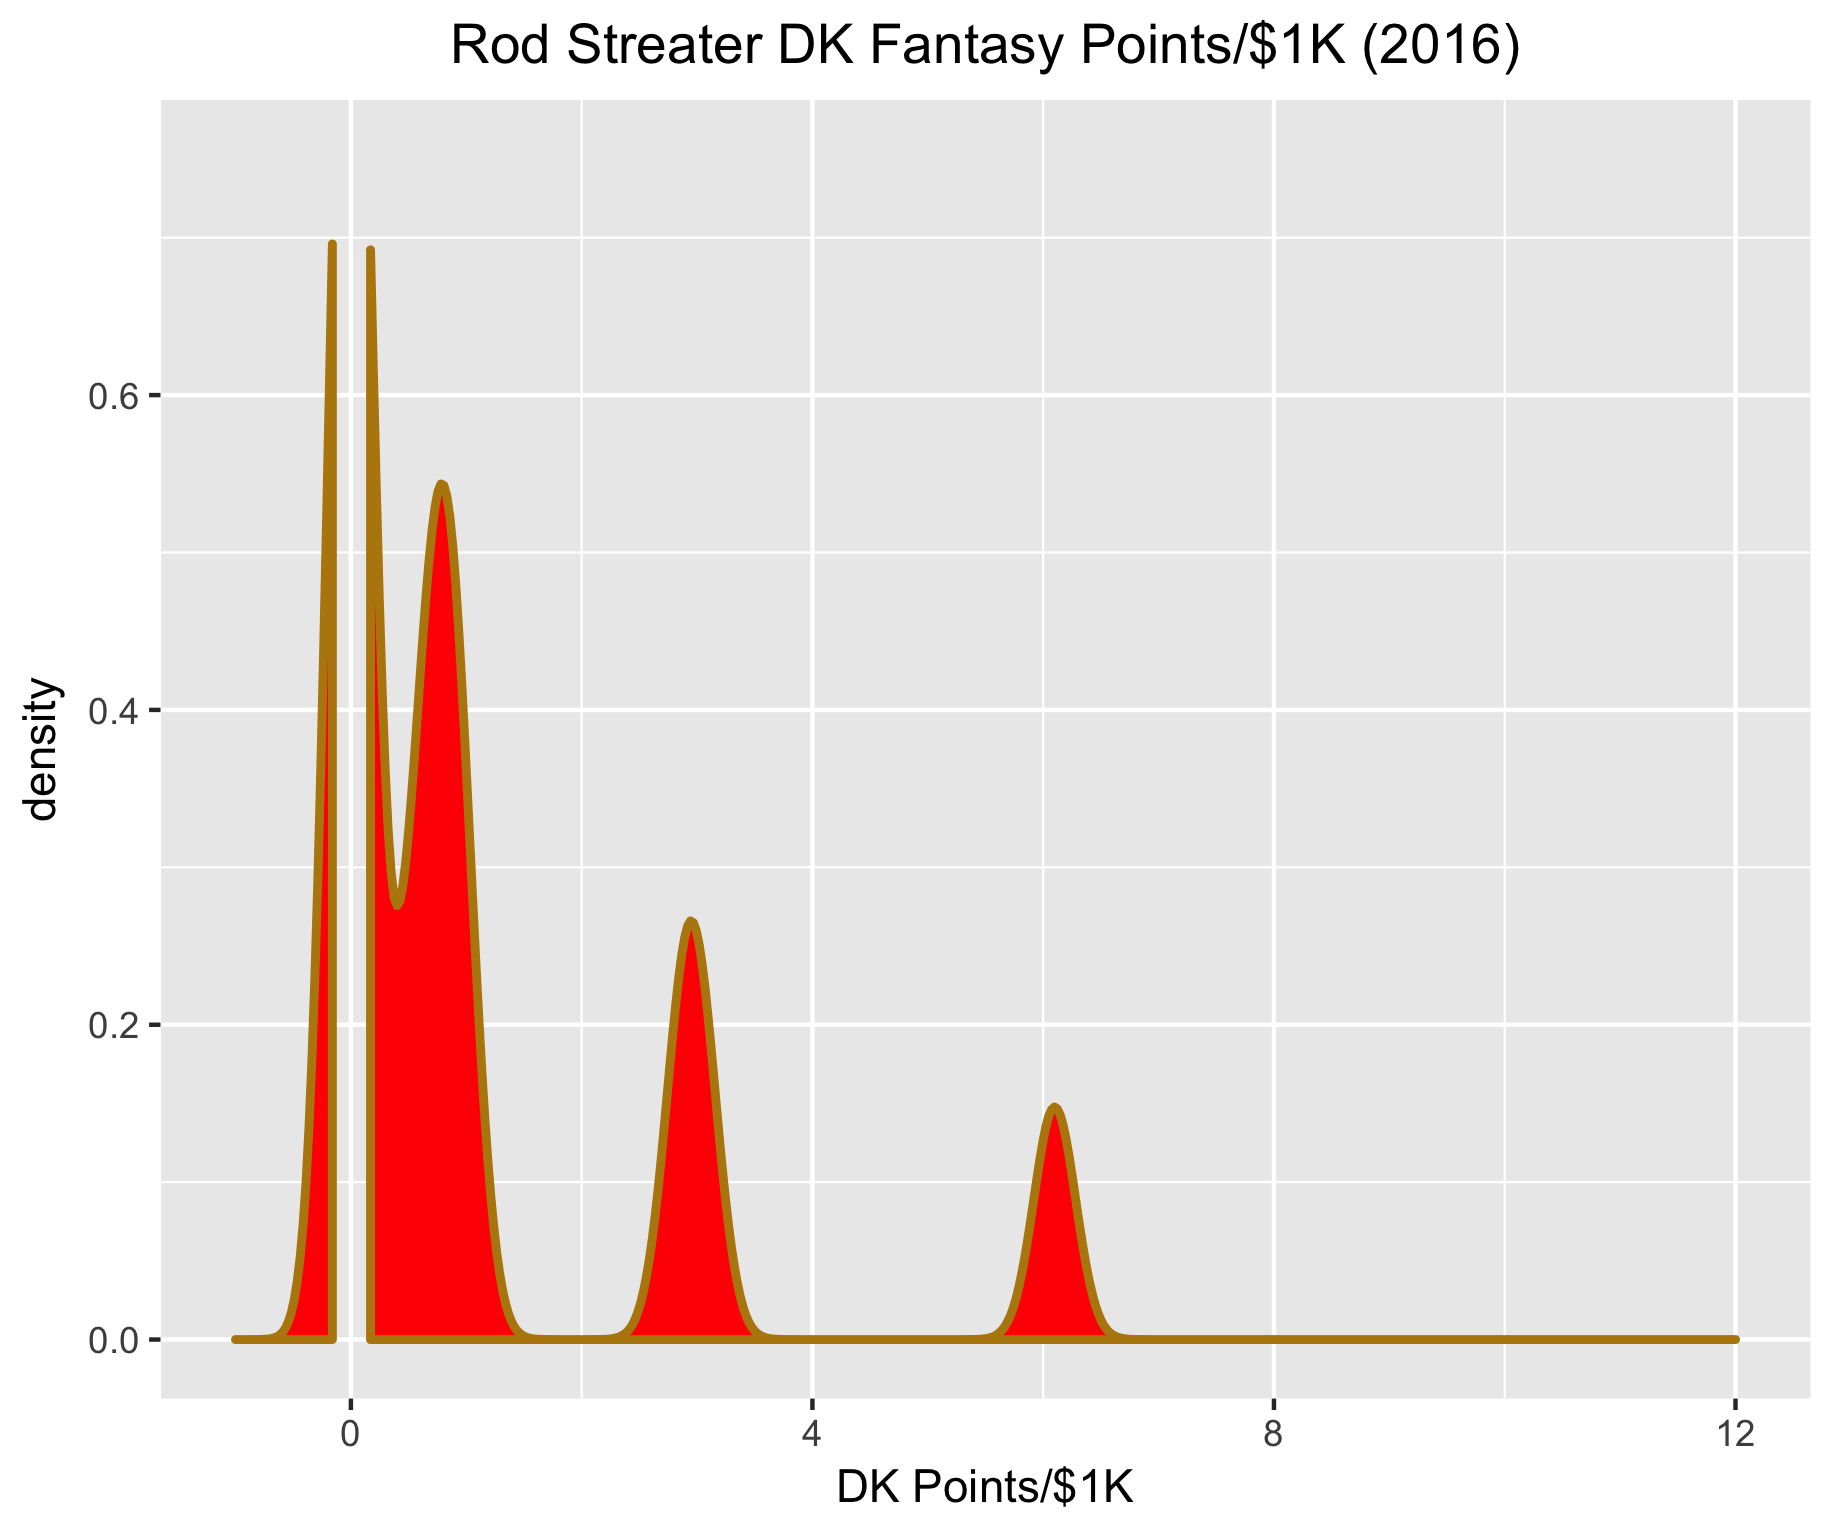 Rod Streater DK Fantasy Points/$1K (2016)
density
0.6
0.4
0.2
0.0
0 4 8 12
DK Points/$1K